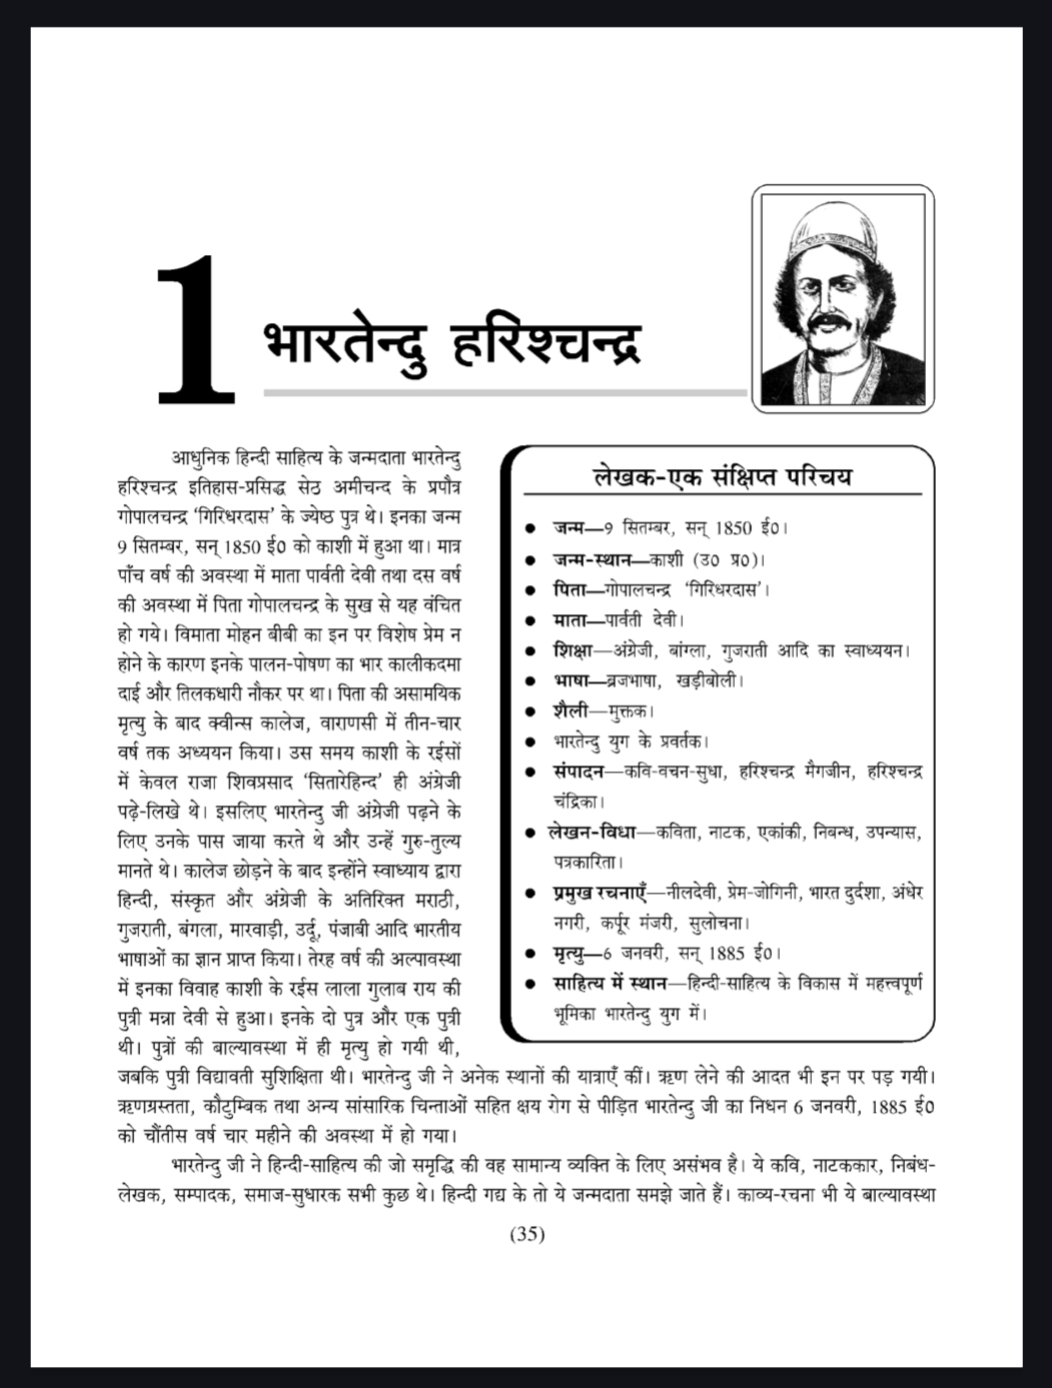 1
भारतेन्दु हरिश्चन्द्र
आधुनिक हिन्दी साहित्य के जन्मदाता भारतेन्दु
हरिश्चन्द्र इतिहास-प्रसिद्ध सेठ अमीचन्द के प्रपौत्र
गोपालचन्द्र ‘गिरिधरदास’ के ज्येष्ठ पुत्र थे। इनका जन्म
9 सितम्बर, सन् 1850 ई0 को काशी में हुआ था। मात्र
पाँच वर्ष की अवस्था में माता पार्वती देवी तथा दस वर्ष
की अवस्था में पिता गोपालचन्द्र के सुख से यह वंचित
हो गये। विमाता मोहन बीबी का इन पर विशेष प्रेम न
होने के कारण इनके पालन-पोषण का भार कालीकदमा
दाई और तिलकधारी नौकर पर था। पिता की असामयिक
मृत्यु के बाद क्वीन्स कालेज, वाराणसी में तीन-चार
वर्ष तक अध्ययन किया। उस समय काशी के रईसों
में केवल राजा शिवप्रसाद ‘सितारेहिन्द’ ही अंग्रेजी
पढ़े-लिखे थे। इसलिए भारतेन्दु जी अंग्रेजी पढ़ने के
लिए उनके पास जाया करते थे और उन्हें गुरु-तुल्य
मानते थे। कालेज छोड़ने के बाद इन्होंने स्वाध्याय द्वारा
हिन्दी, संस्कृत और अंग्रेजी के अतिरिक्त मराठी,
गुजराती, बंगला, मारवाड़ी, उर्दू, पंजाबी आदि भारतीय
भाषाओं का ज्ञान प्राप्त किया। तेरह वर्ष की अल्पावस्था
में इनका विवाह काशी के रईस लाला गुलाब राय की
पुत्री मन्ना देवी से हुआ। इनके दो पुत्र और एक पुत्री
थी। पुत्रों की बाल्यावस्था में ही मृत्यु हो गयी थी,
लेखक-एक संक्षिप्त परिचय
● जन्म—9 सितम्बर, सन् 1850 ई0।
● जन्म-स्थान—काशी (उ0 प्र0)।
● पिता—गोपालचन्द्र ‘गिरिधरदास’।
● माता—पार्वती देवी।
● शिक्षा—अंग्रेजी, बांग्ला, गुजराती आदि का स्वाध्ययन।
● भाषा—ब्रजभाषा, खड़ीबोली।
● शैली—मुक्तक।
● भारतेन्दु युग के प्रवर्तक।
● संपादन—कवि-वचन-सुधा, हरिश्चन्द्र मैगजीन, हरिश्चन्द्र
चंद्रिका।
● लेखन-विधा—कविता, नाटक, एकांकी, निबन्ध, उपन्यास,
पत्रकारिता।
● प्रमुख रचनाएँ—नीलदेवी, प्रेम-जोगिनी, भारत दुर्दशा, अंधेर
नगरी, कर्पूर मंजरी, सुलोचना।
● मृत्यु—6 जनवरी, सन् 1885 ई0।
● साहित्य में स्थान—हिन्दी-साहित्य के विकास में महत्त्वपूर्ण
भूमिका भारतेन्दु युग में।
जबकि पुत्री विद्यावती सुशिक्षिता थी। भारतेन्दु जी ने अनेक स्थानों की यात्राएँ कीं। ऋण लेने की आदत भी इन पर पड़ गयी।
ऋणग्रस्तता, कौटुम्बिक तथा अन्य सांसारिक चिन्ताओं सहित क्षय रोग से पीड़ित भारतेन्दु जी का निधन 6 जनवरी, 1885 ई0
को चौंतीस वर्ष चार महीने की अवस्था में हो गया।
भारतेन्दु जी ने हिन्दी-साहित्य की जो समृद्धि की वह सामान्य व्यक्ति के लिए असंभव है। ये कवि, नाटककार, निबंध-
लेखक, सम्पादक, समाज-सुधारक सभी कुछ थे। हिन्दी गद्य के तो ये जन्मदाता समझे जाते हैं। काव्य-रचना भी ये बाल्यावस्था
(35)